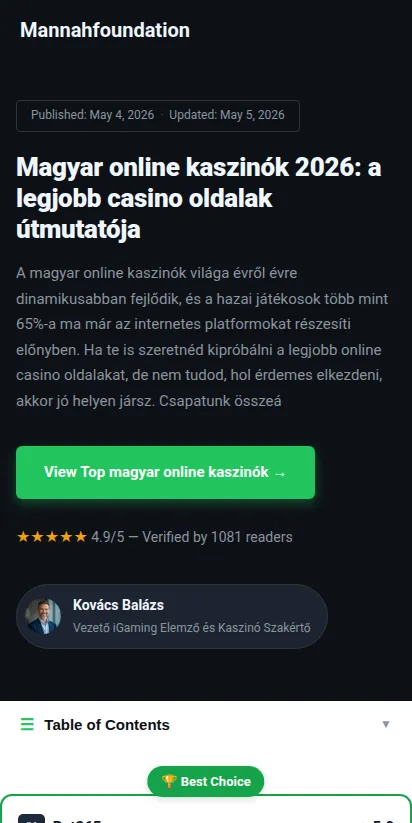 Mannahfoundation
Published: May 4, 2026 · Updated: May 5, 2026
Magyar online kaszinók 2026: a
legjobb casino oldalak
útmutatója
A magyar online kaszinók világa évről évre
dinamikusabban fejlődik, és a hazai játékosok több mint
65%-a ma már az internetes platformokat részesíti
előnyben. Ha te is szeretnéd kipróbálni a legjobb online
casino oldalakat, de nem tudod, hol érdemes elkezdeni,
akkor jó helyen jársz. Csapatunk összeá
View Top magyar online kaszinók →
★★★★★ 4.9/5 — Verified by 1081 readers
Kovács Balázs
Vezető iGaming Elemző és Kaszinó Szakértő
☰ Table of Contents ▼
🏆 Best Choice